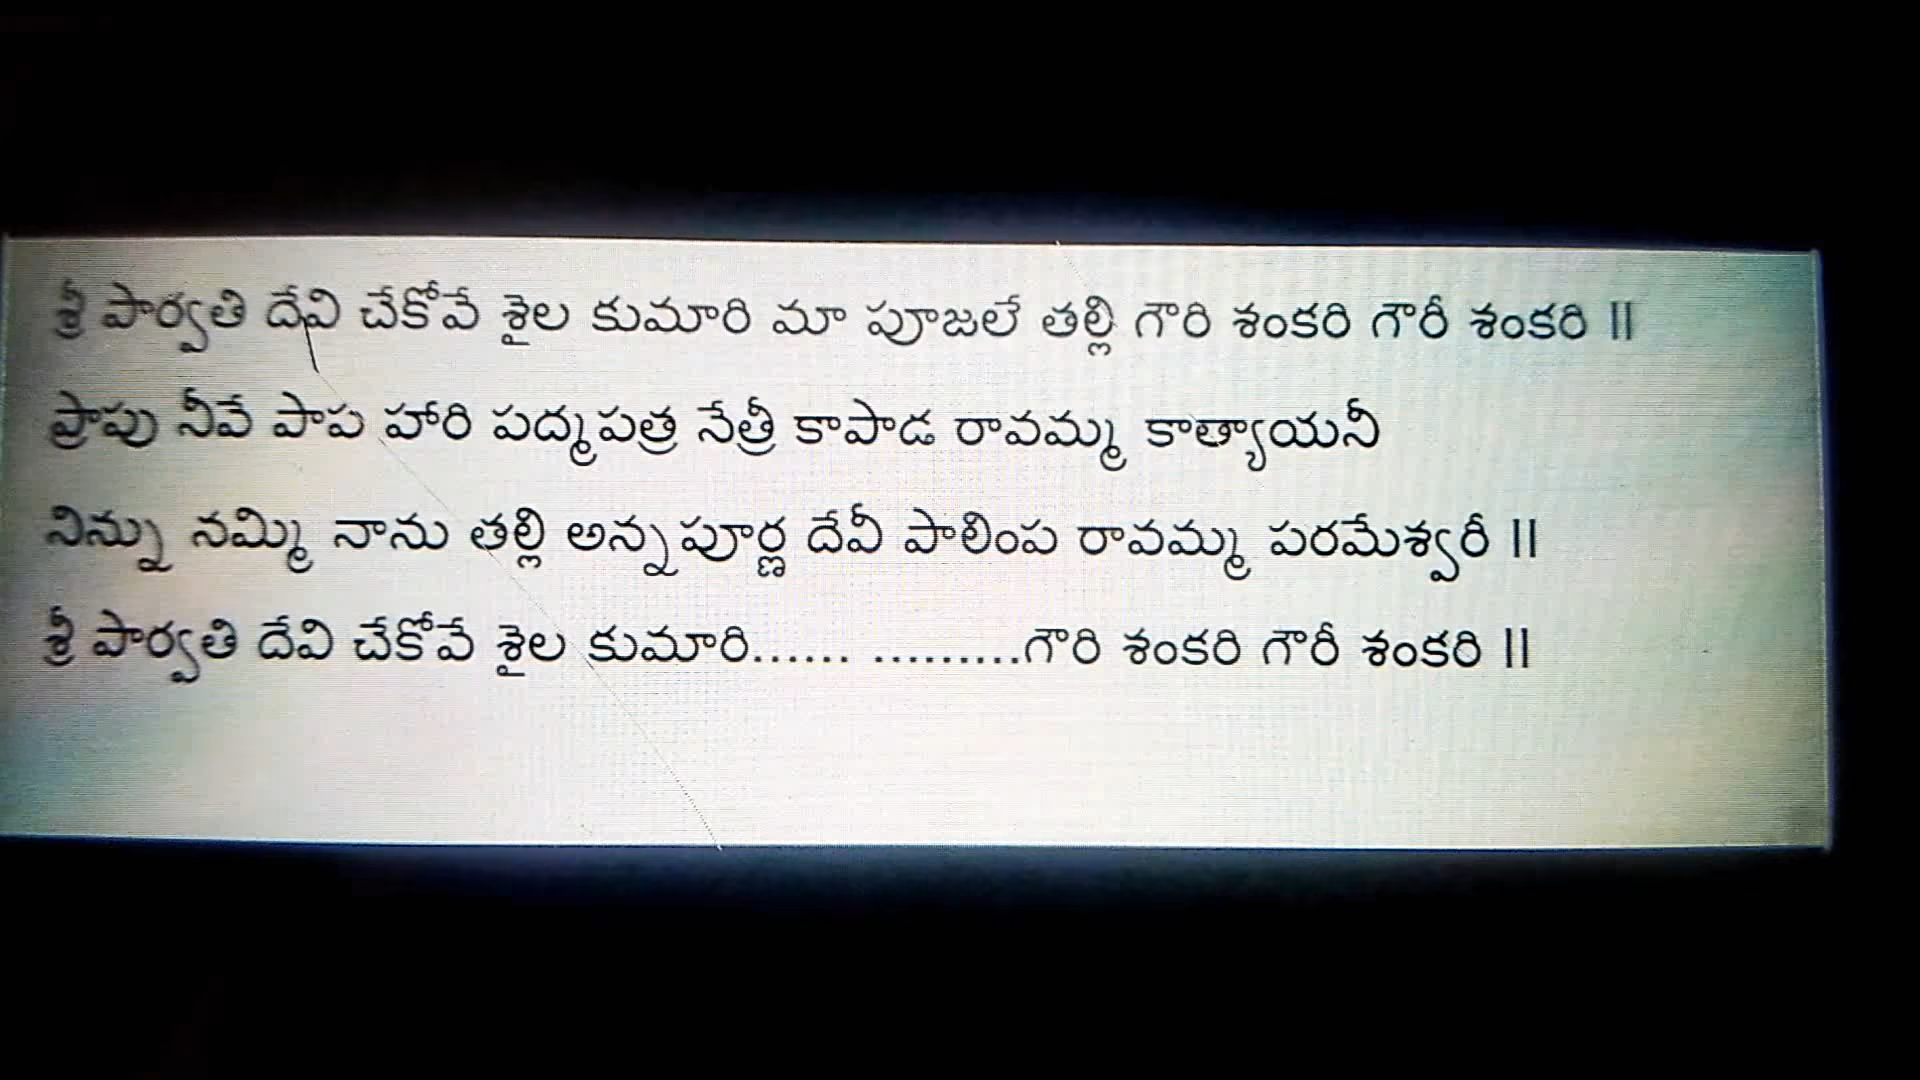 శ్రీ పార్వతి దేవి చేకోవే శైల కుమారి మా పూజలే తల్లి గౌరి శంకరి గౌరీ శంకరి ||
ప్రాపు నీవే పాప హారి పద్మపత్ర నేత్రీ కాపాడ రావమ్మ కాత్యాయనీ
నిన్ను నమ్మి నాను తల్లి అన్నపూర్ణ దేవీ పాలింప రావమ్మ పరమేశ్వరీ ||
శ్రీ పార్వతి దేవి చేకోవే శైల కుమారి...... .........గౌరి శంకరి గౌరీ శంకరి ||